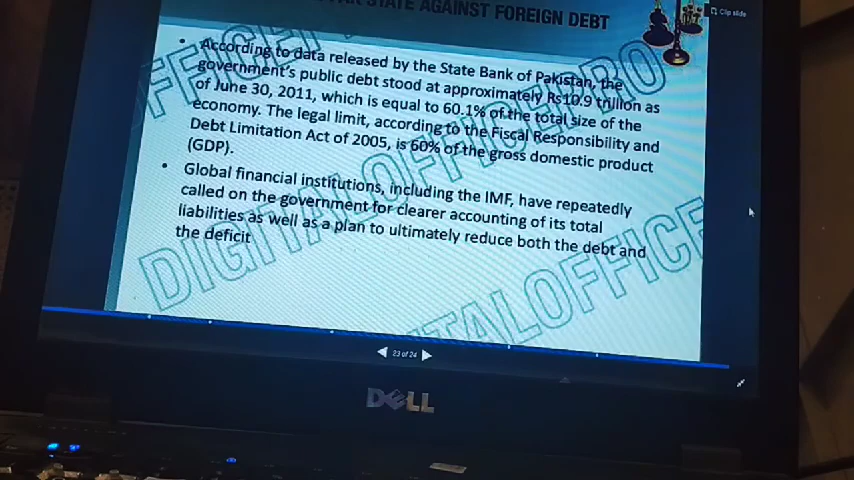 STATE AGAINST FOREIGN DEBT
Clip slide
• According to data released by the State Bank of Pakistan, the
government's public debt stood at approximately Rs10.9 trillion as
of June 30, 2011, which is equal to 60.1% of the total size of the
economy. The legal limit, according to the Fiscal Responsibility and
Debt Limitation Act of 2005, is 60% of the gross domestic product
(GDP).
• Global financial institutions, including the IMF, have repeatedly
called on the government for clearer accounting of its total
liabilities as well as a plan to ultimately reduce both the debt and
the deficit
DIGITALOFFICEPRO
DIGITALOFFICE
23 of 24
DELL